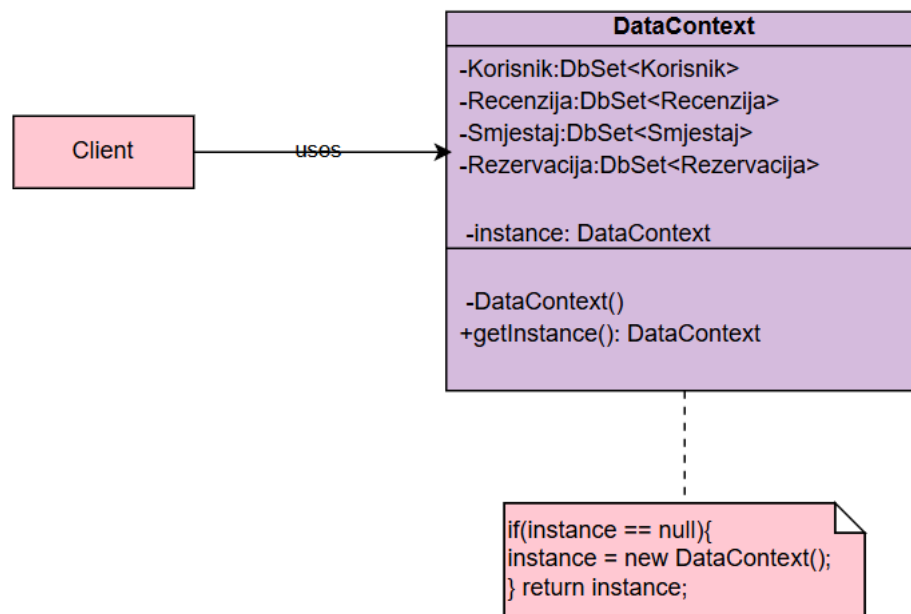 DataContext
-Korisnik:DbSet<Korisnik>
-Recenzija:DbSet<Recenzija>
-Smjestaj:DbSet<Smjestaj>
-Rezervacija:DbSet<Rezervacija>
-instance: DataContext
Client
uses
-DataContext()
+getInstance(): DataContext
if(instance == null){
instance = new DataContext();
} return instance;